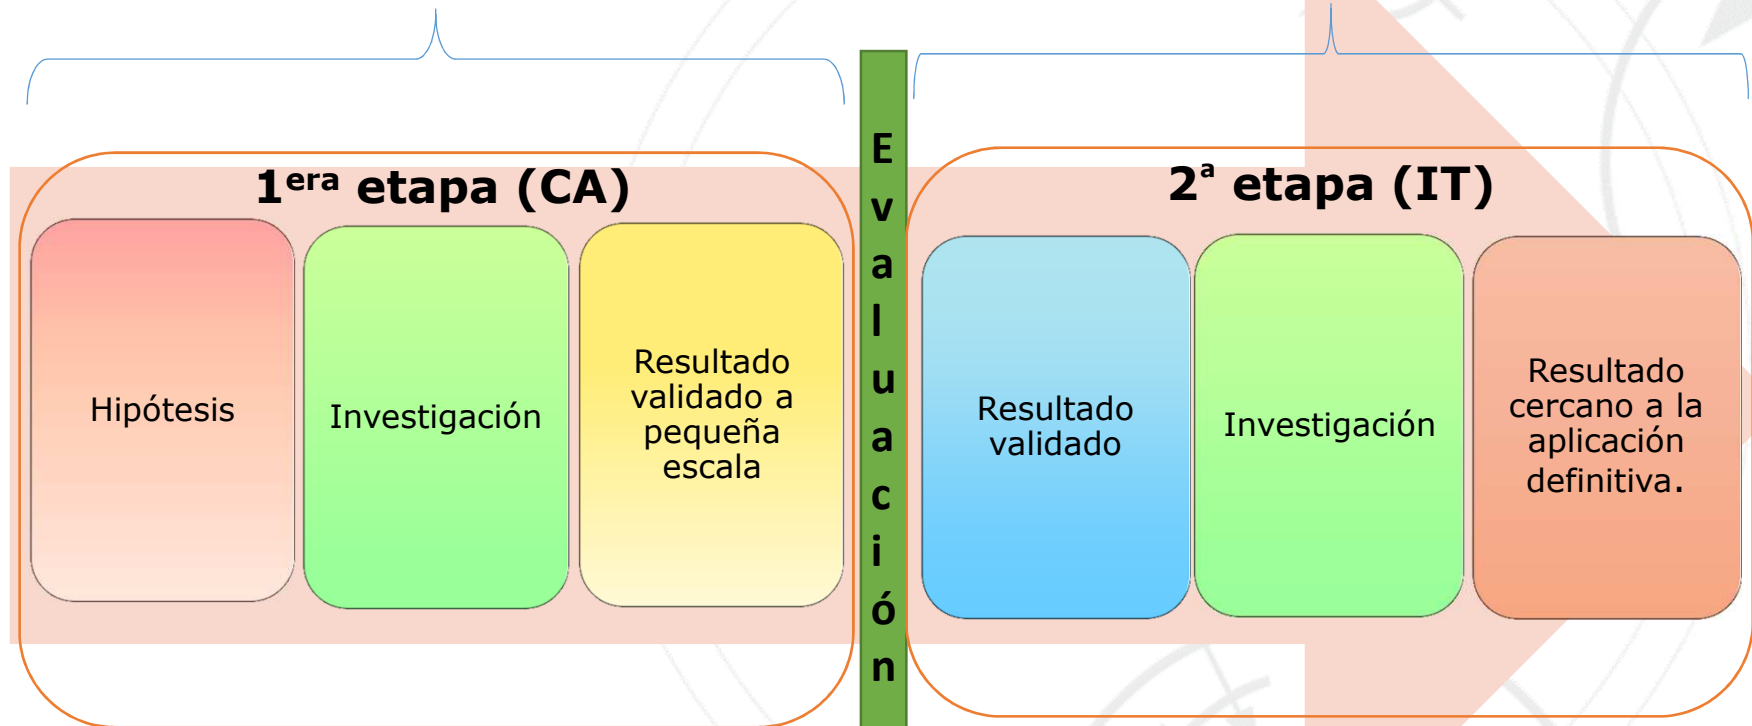 1era etapa (CA)
Hipótesis
Investigación
Resultado
validado a
pequeña
escala
Evaluación
2ª etapa (IT)
Resultado
validado
Investigación
Resultado
cercano a la
aplicación
definitiva.